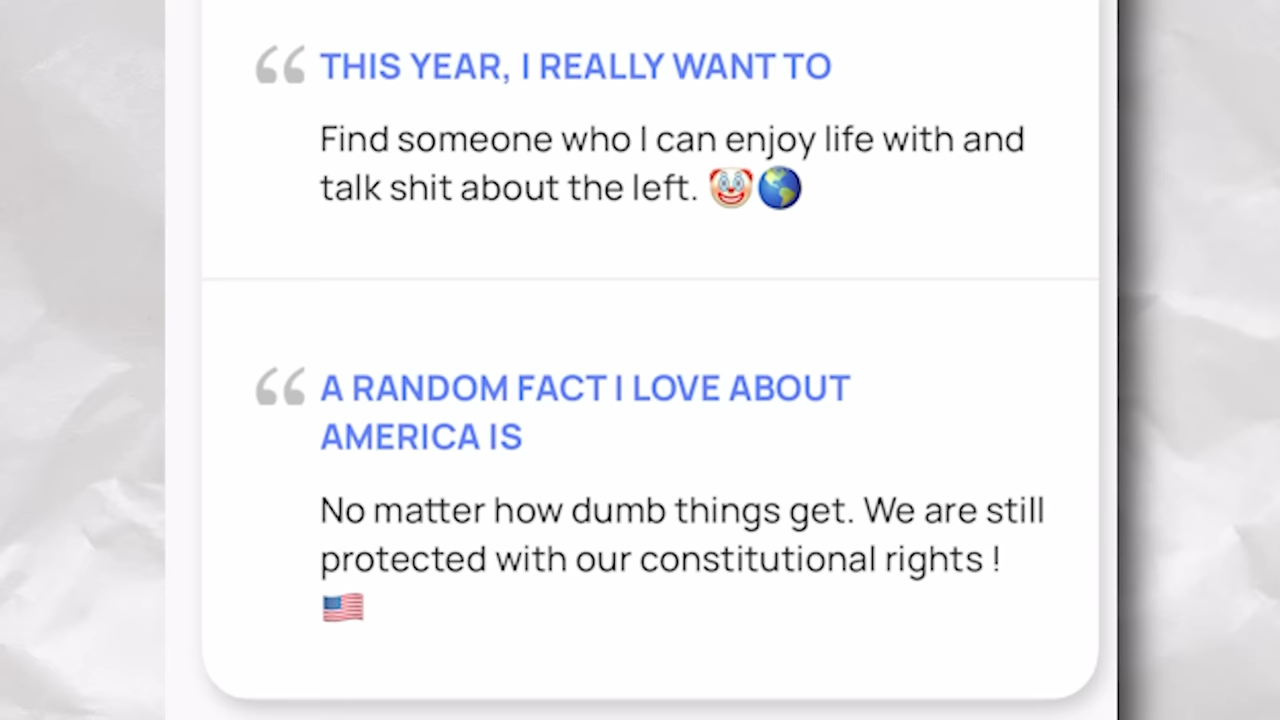 THIS YEAR, I REALLY WANT TO
Find someone who I can enjoy life with and
talk shit about the left. 🤡🌎
A RANDOM FACT I LOVE ABOUT
AMERICA IS
No matter how dumb things get. We are still
protected with our constitutional rights !
🇺🇸